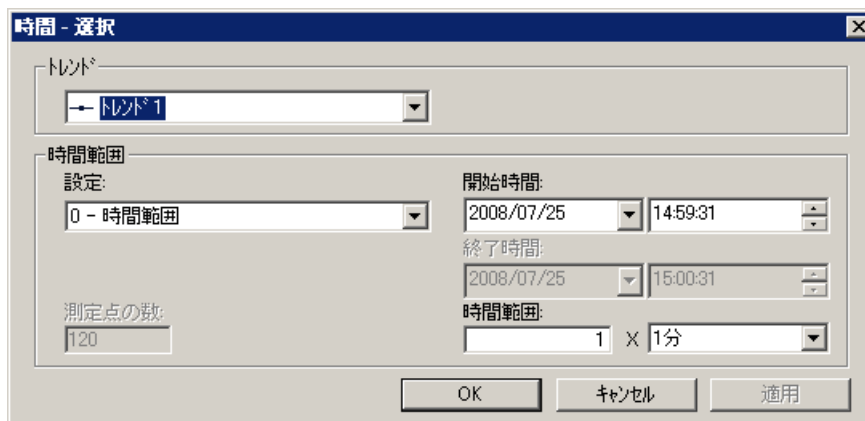 時間 - 選択
ﾄﾚﾝﾄﾞ
ﾄﾚﾝﾄﾞ1
時間範囲
設定:
0 - 時間範囲
開始時間:
2008/07/25 14:59:31
終了時間:
2008/07/25 15:00:31
測定点の数:
120
時間範囲:
1 X 1分
OK ｷｬﾝｾﾙ 適用